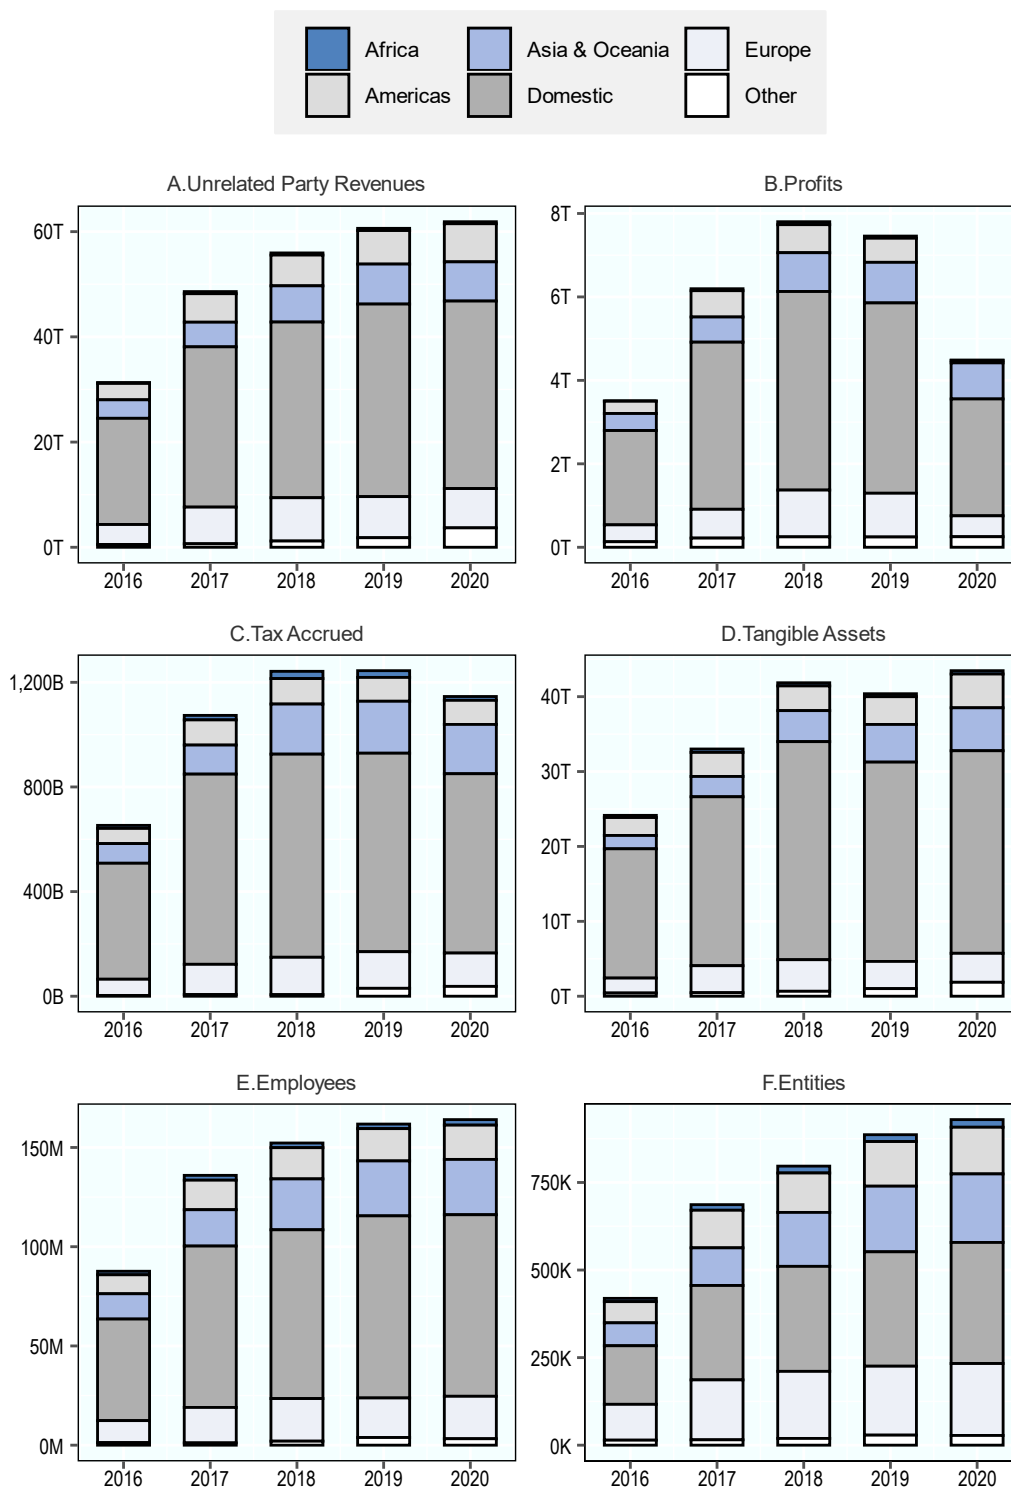 Africa Asia & Oceania Europe
Americas Domestic Other
A.Unrelated Party Revenues
60T
40T
20T
0T
2016 2017 2018 2019 2020
B.Profits
8T
6T
4T
2T
0T
2016 2017 2018 2019 2020
C.Tax Accrued
1,200B
800B
400B
0B
2016 2017 2018 2019 2020
D.Tangible Assets
40T
30T
20T
10T
0T
2016 2017 2018 2019 2020
E.Employees
150M
100M
50M
0M
2016 2017 2018 2019 2020
F.Entities
750K
500K
250K
0K
2016 2017 2018 2019 2020